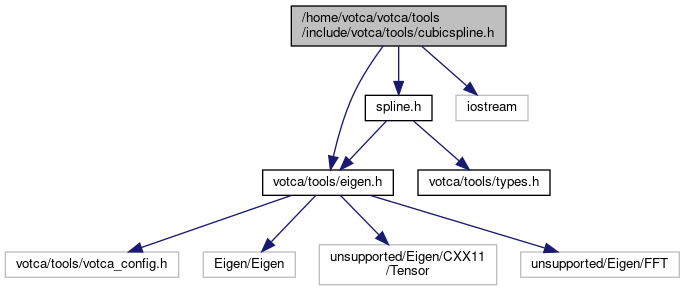 /home/votca/votca/tools
/include/votca/tools/cubicspline.h
spline.h
iostream
votca/tools/eigen.h
votca/tools/types.h
votca/tools/votca_config.h
Eigen/Eigen
unsupported/Eigen/CXX11
/Tensor
unsupported/Eigen/FFT